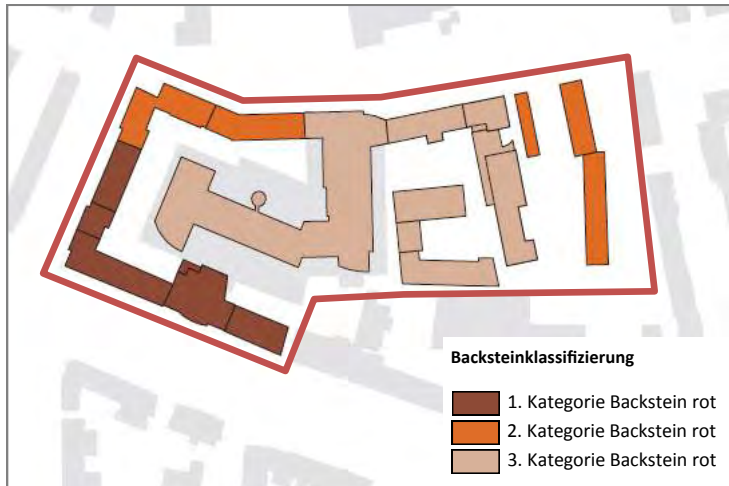 Backsteinklassifizierung
1. Kategorie Backstein rot
2. Kategorie Backstein rot
3. Kategorie Backstein rot